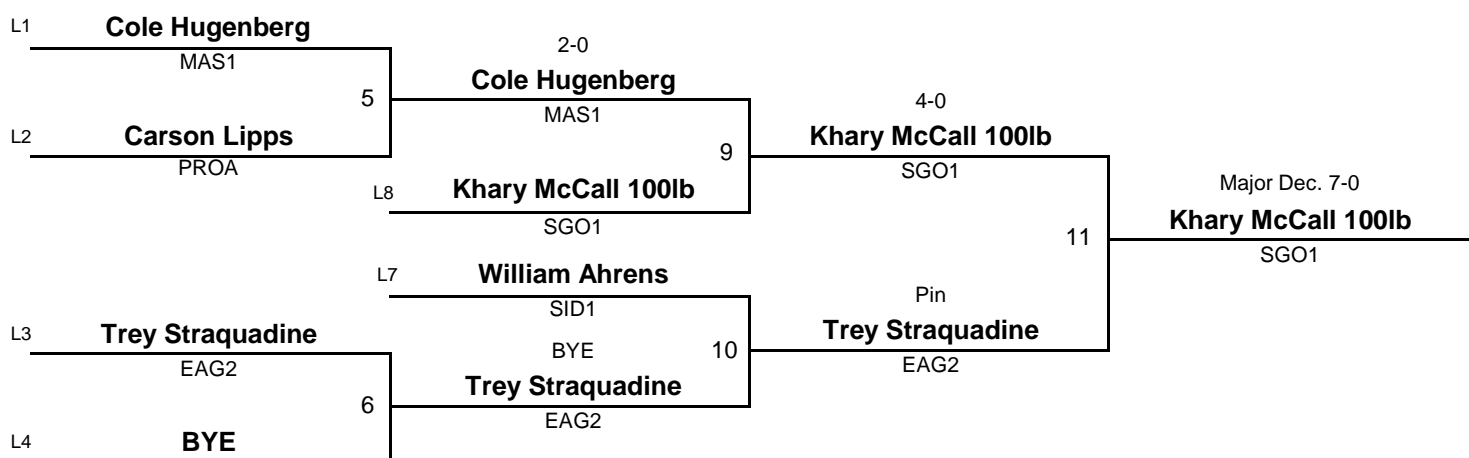 L1
Cole Hugenberg
MAS1
5
L2
Carson Lipps
PROA
2-0
Cole Hugenberg
MAS1
9
L8
Khary McCall 100lb
SGO1
4-0
Khary McCall 100lb
SGO1
11
Major Dec. 7-0
Khary McCall 100lb
SGO1
L7
William Ahrens
SID1
BYE
10
Trey Straquadine
EAG2
Pin
Trey Straquadine
EAG2
L3
Trey Straquadine
EAG2
6
L4
BYE